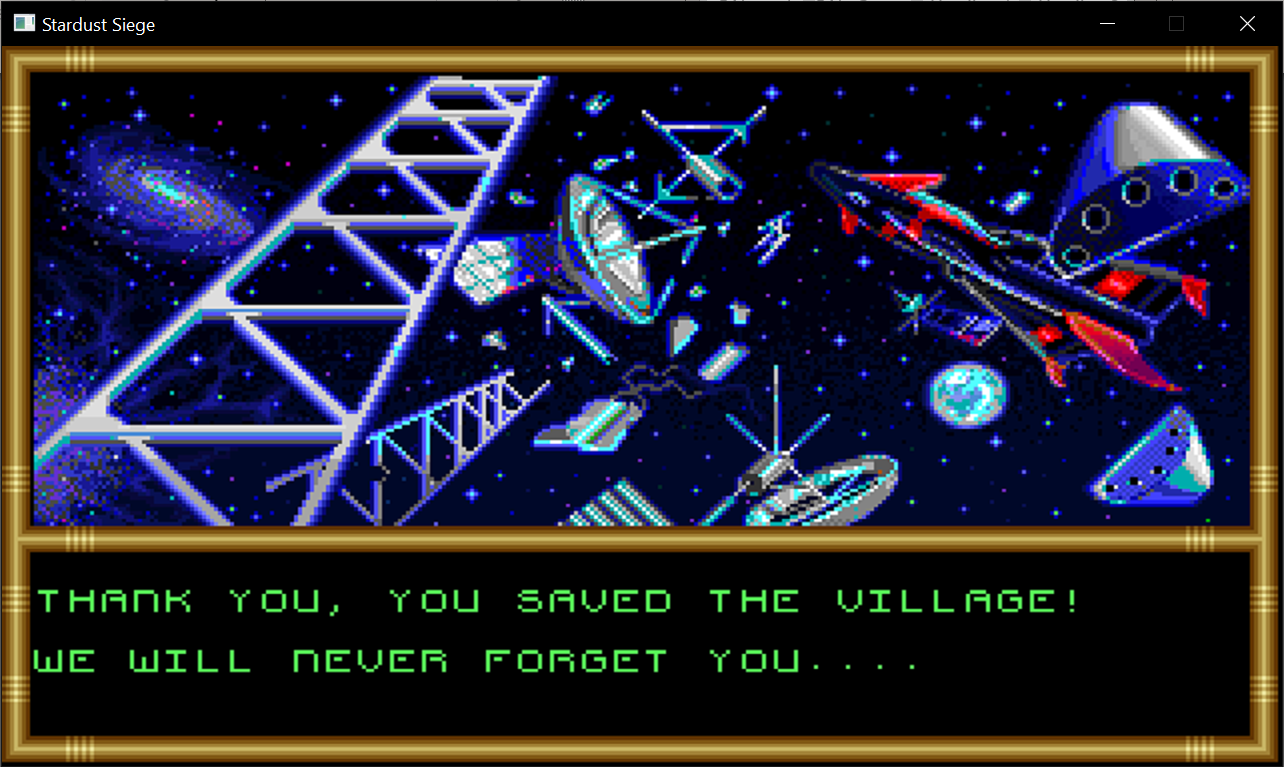 Stardust Siege
THANK YOU, YOU SAVED THE VILLAGE!
WE WILL NEVER FORGET YOU....